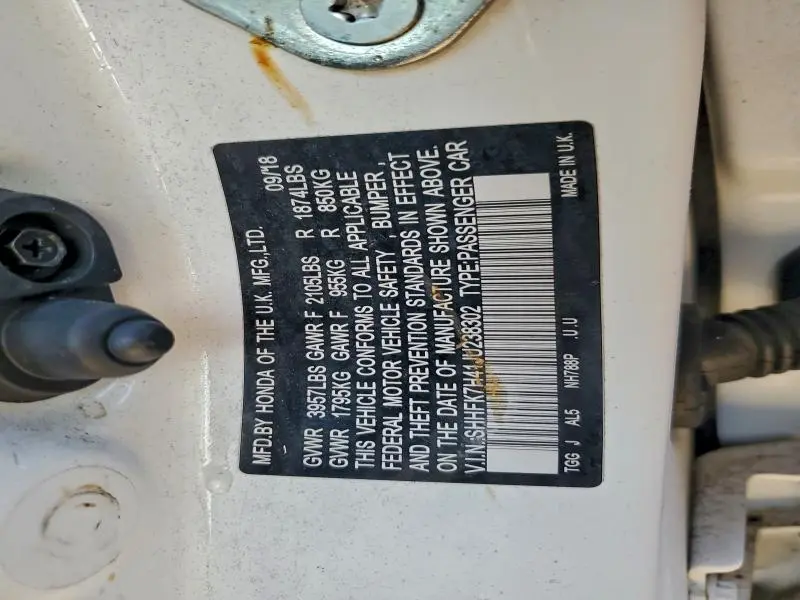 MFD.BY HONDA OF THE U.K. MFG.,LTD. 09/18
GVWR 3957LBS GAWR F 2105LBS R 1874LBS
GVWR 1795KG GAWR F 955KG R 850KG
THIS VEHICLE CONFORMS TO ALL APPLICABLE
FEDERAL MOTOR VEHICLE SAFETY , BUMPER ,
AND THEFT PREVENTION STANDARDS IN EFFECT
ON THE DATE OF MANUFACTURE SHOWN ABOVE.
V.I.N.:SHHFK7H41JU238302 TYPE:PASSENGER CAR
TGG J AL5 NH788P .U.U MADE IN U.K.